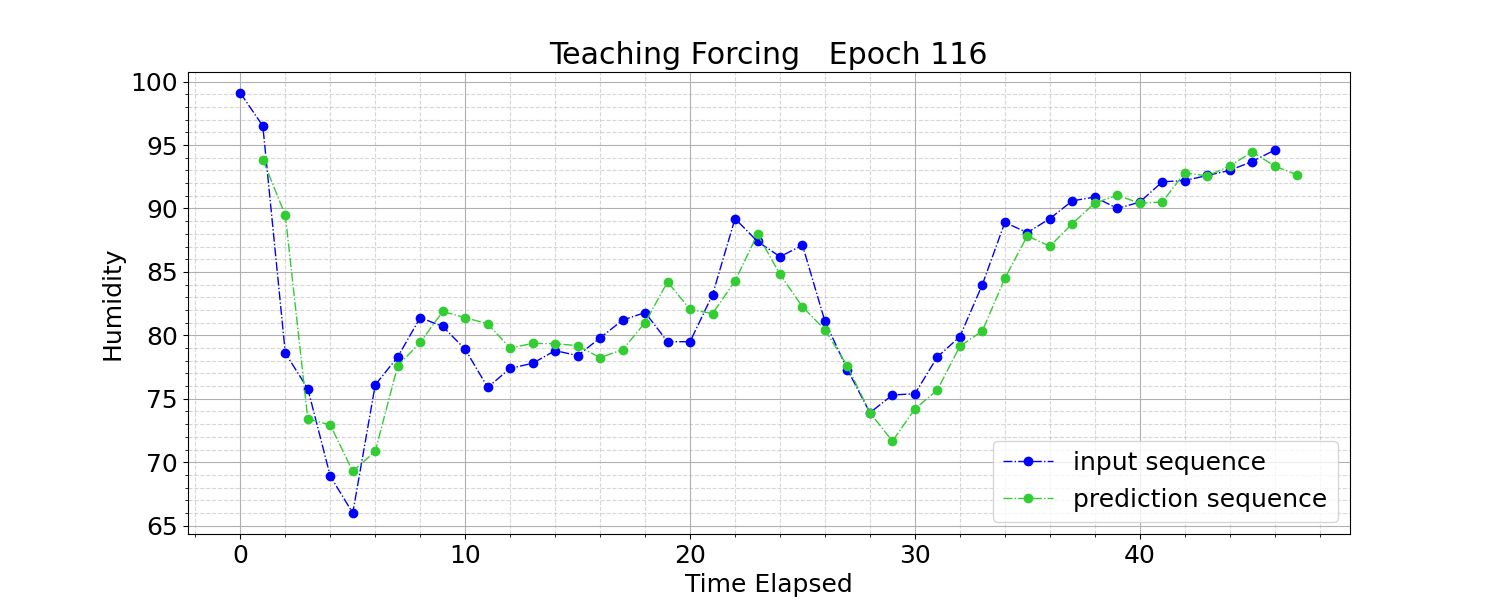 Teaching Forcing   Epoch 116
100
95
90
85
80
75
70
65
Humidity
0 10 20 30 40
Time Elapsed
input sequence
prediction sequence